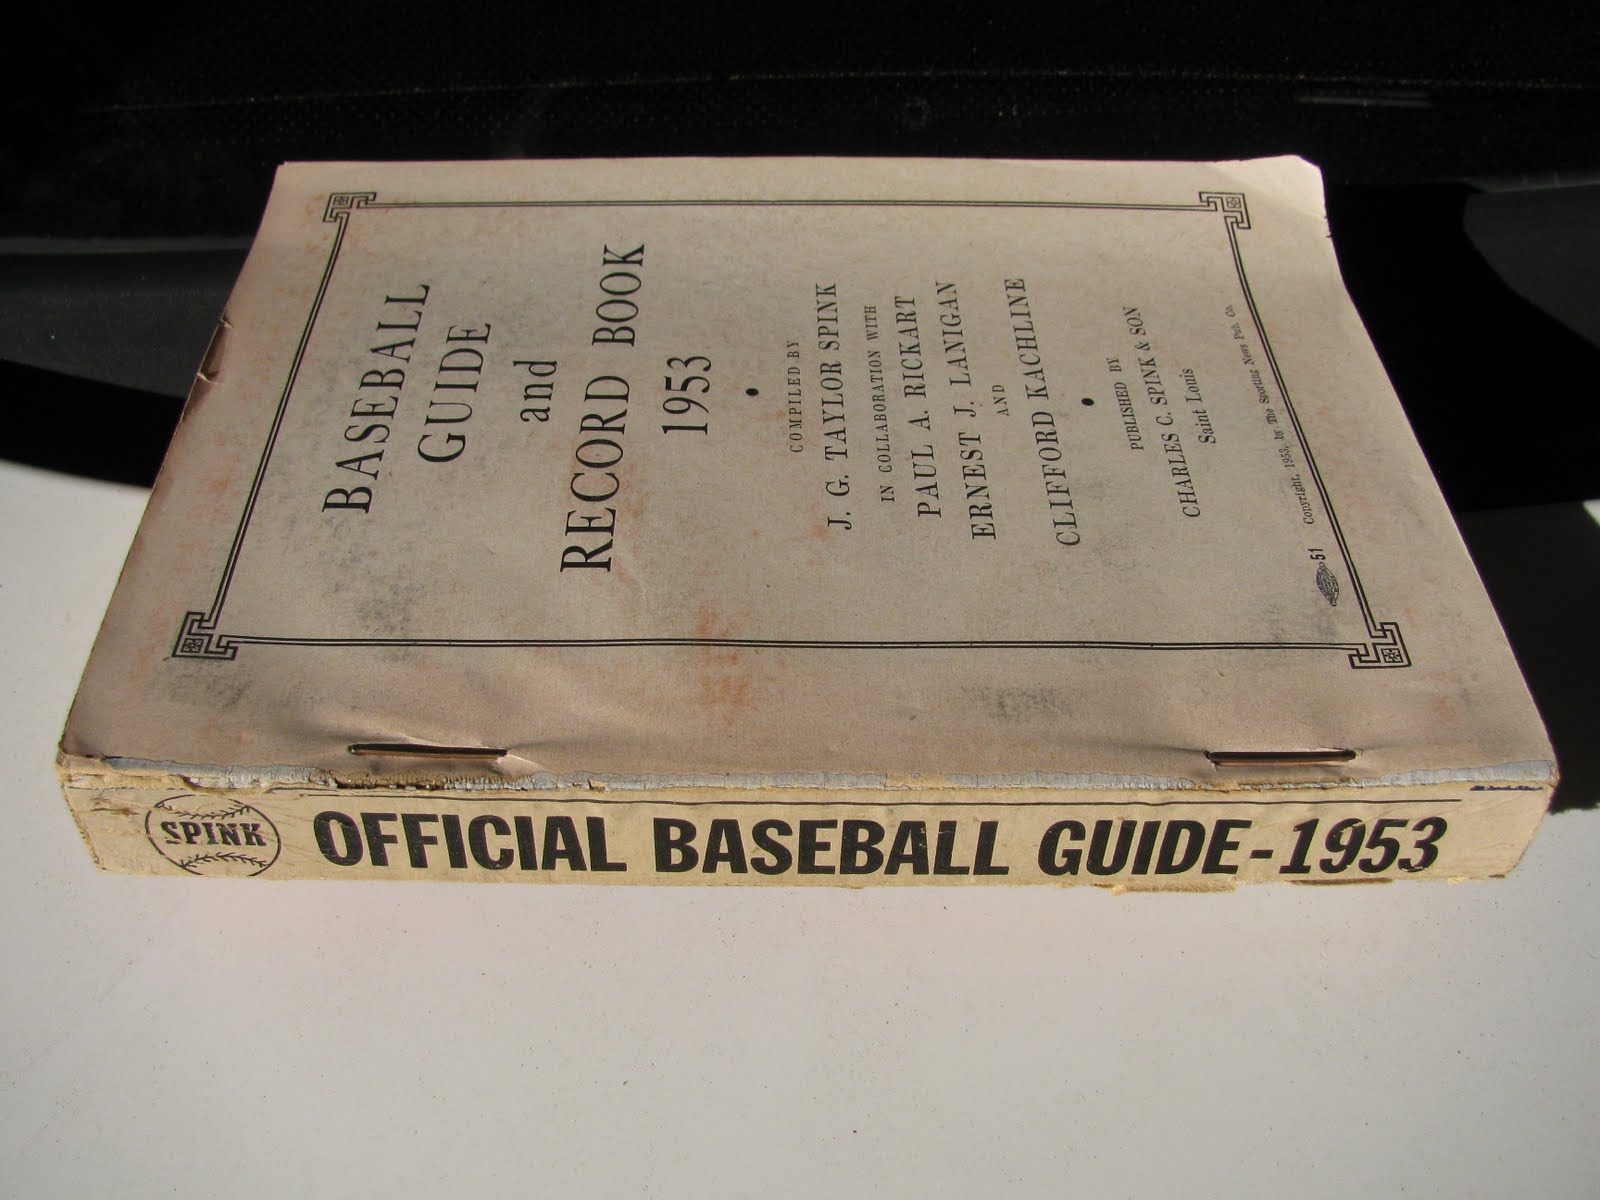 BASEBALL
GUIDE
and
RECORD BOOK
1953
COMPILED BY
J. G. TAYLOR SPINK
IN COLLABORATION WITH
PAUL A. RICKART
ERNEST J. LANIGAN
AND
CLIFFORD KACHLINE
PUBLISHED BY
CHARLES C. SPINK & SON
Saint Louis
51 Copyright, 1953, by The Sporting News Pub. Co.
SPINK OFFICIAL BASEBALL GUIDE-1953